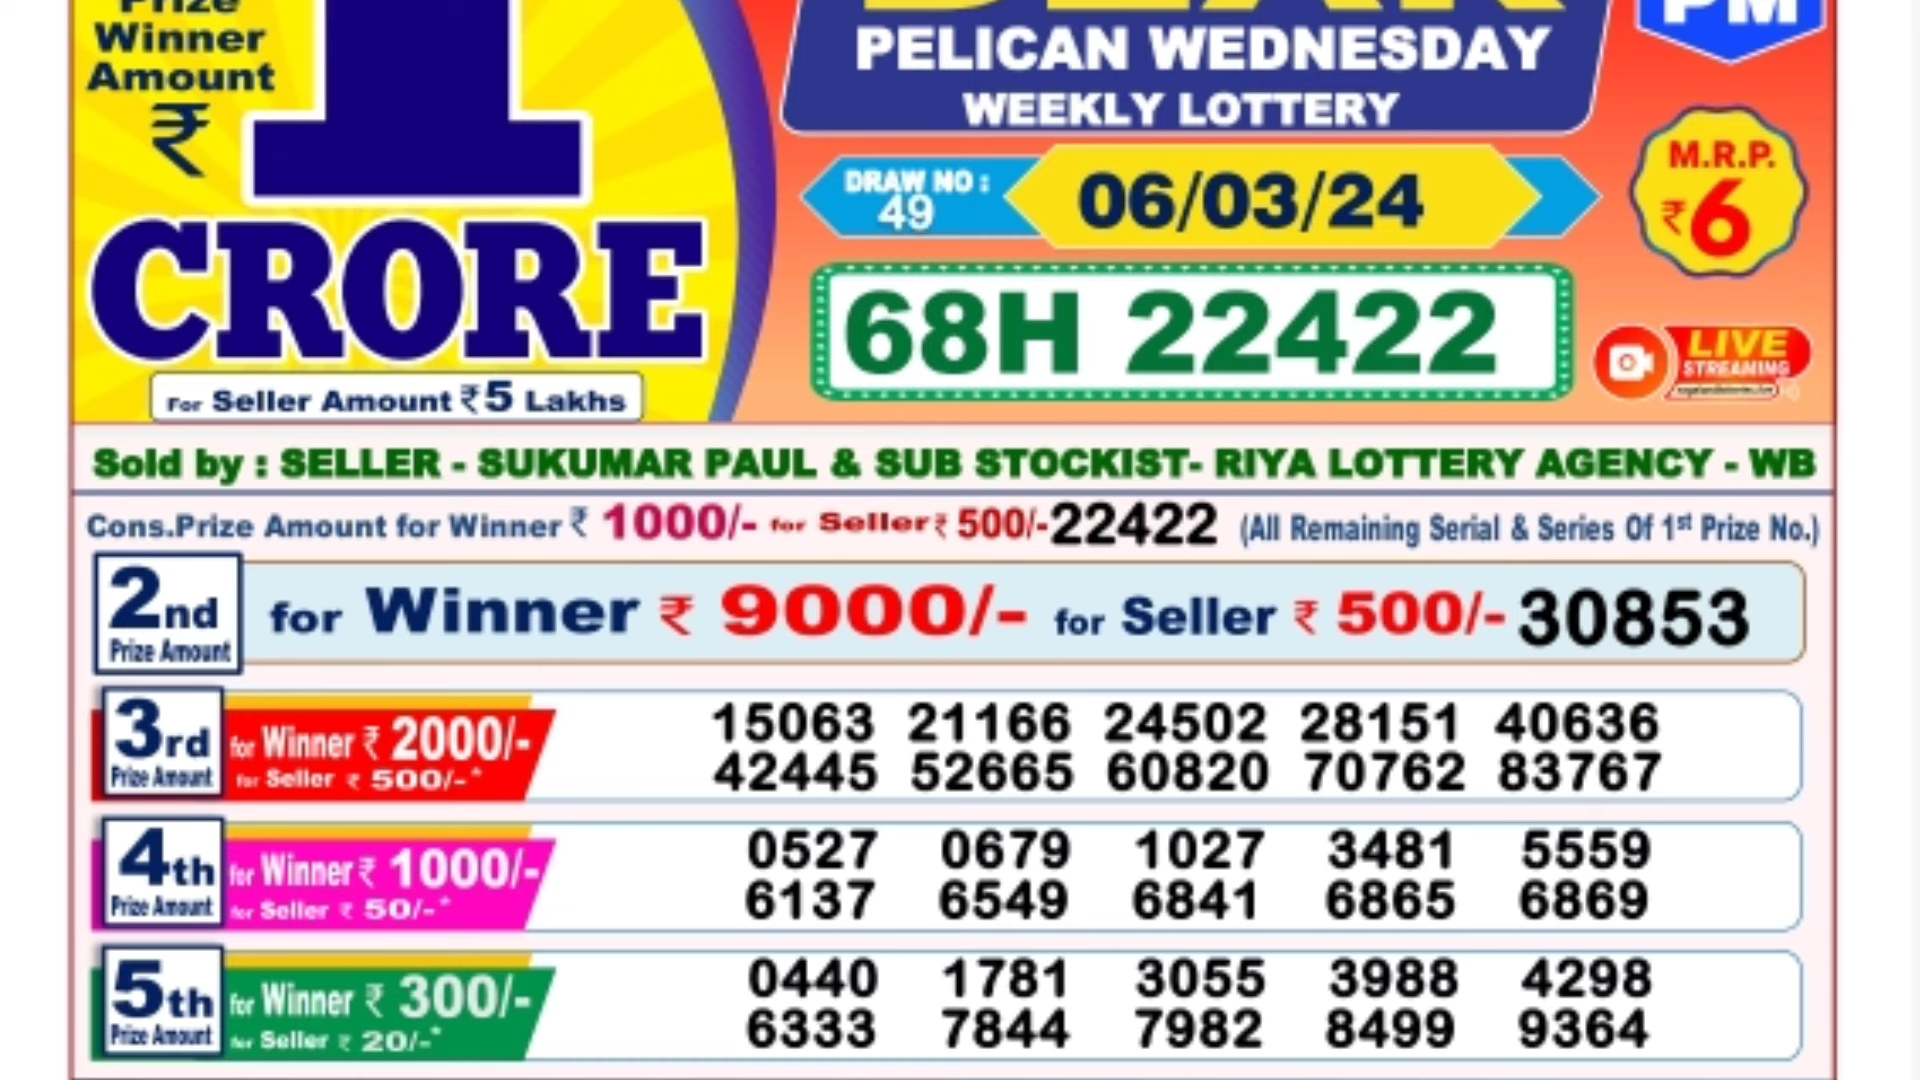 Prize
Winner
Amount
₹
1
CRORE
For Seller Amount ₹5 Lakhs
DEAR
PELICAN WEDNESDAY
WEEKLY LOTTERY
PM
DRAW NO :
49
06/03/24
M.R.P.
₹6
68H 22422
LIVE
STREAMING
Sold by : SELLER - SUKUMAR PAUL & SUB STOCKIST- RIYA LOTTERY AGENCY - WB
Cons.Prize Amount for Winner ₹ 1000/- for Seller ₹ 500/- 22422 (All Remaining Serial & Series Of 1st Prize No.)
2nd
Prize Amount
for Winner ₹ 9000/- for Seller ₹ 500/- 30853
3rd
Prize Amount
for Winner ₹ 2000/-
for Seller ₹ 500/-*
15063 21166 24502 28151 40636
42445 52665 60820 70762 83767
4th
Prize Amount
for Winner ₹ 1000/-
for Seller ₹ 50/-*
0527 0679 1027 3481 5559
6137 6549 6841 6865 6869
5th
Prize Amount
for Winner ₹ 300/-
for Seller ₹ 20/-*
0440 1781 3055 3988 4298
6333 7844 7982 8499 9364